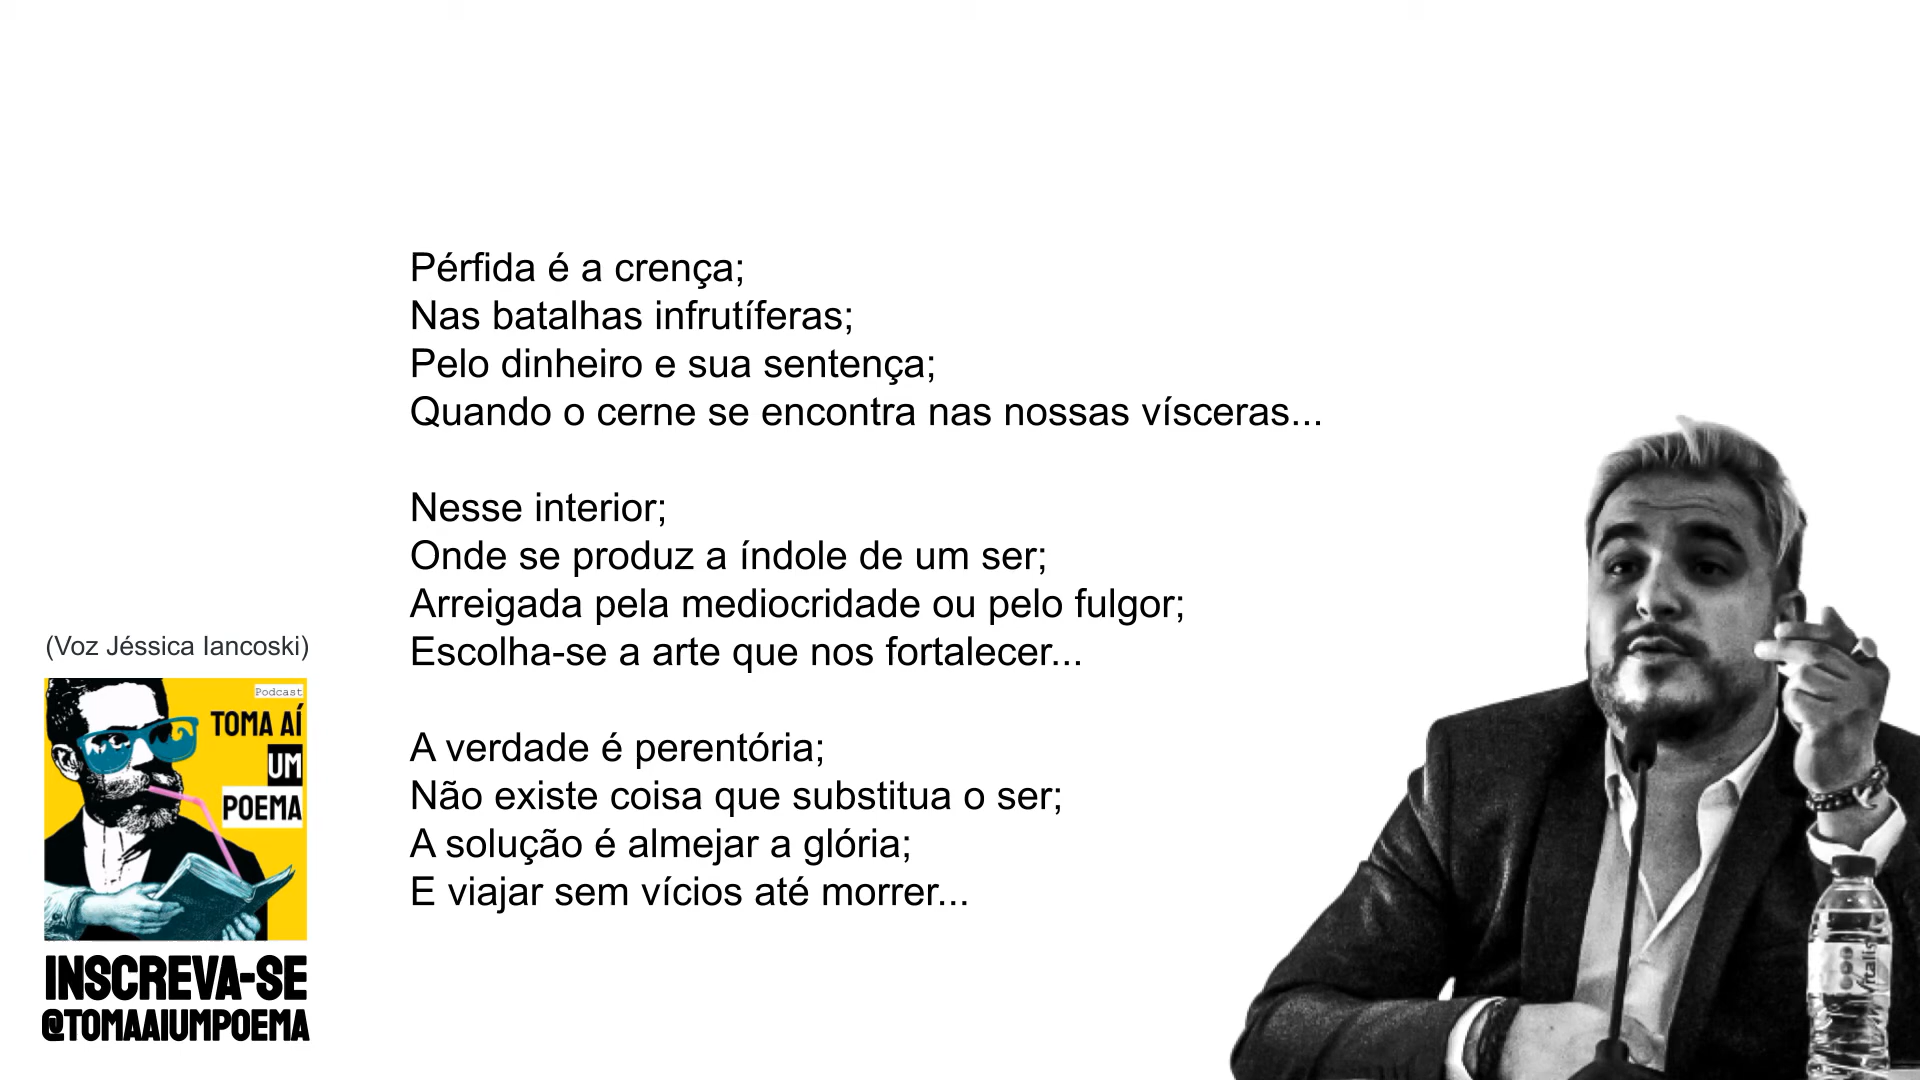 Pérfida é a crença;
Nas batalhas infrutíferas;
Pelo dinheiro e sua sentença;
Quando o cerne se encontra nas nossas vísceras...
Nesse interior;
Onde se produz a índole de um ser;
Arreigada pela mediocridade ou pelo fulgor;
Escolha-se a arte que nos fortalecer...
A verdade é perentória;
Não existe coisa que substitua o ser;
A solução é almejar a glória;
E viajar sem vícios até morrer...
(Voz Jéssica Iancoski)
Podcast
TOMA AÍ
UM
POEMA
INSCREVA-SE
@TOMAAIUMPOEMA
Vitalis